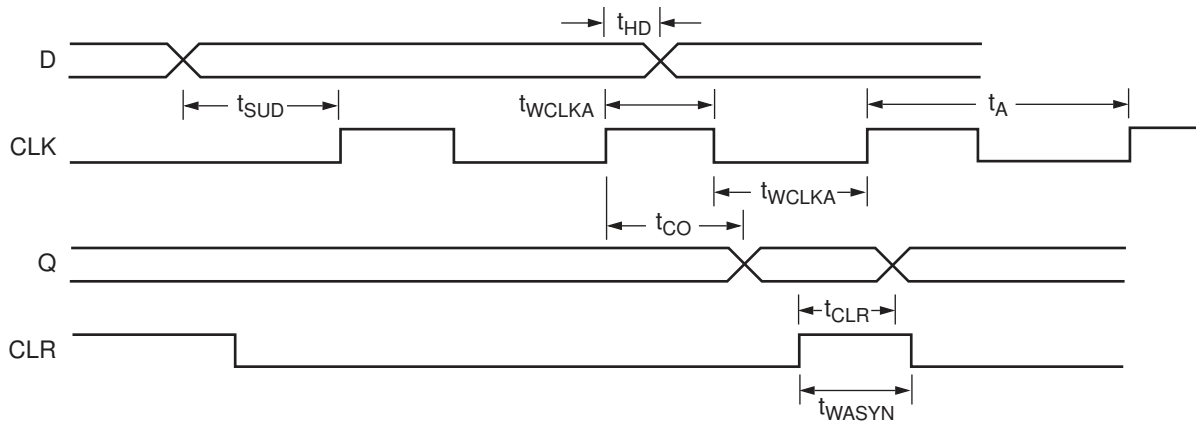 tHD
D
tSUD
tWCLKA
tA
CLK
tWCLKA
tCO
Q
tCLR
CLR
tWASYN